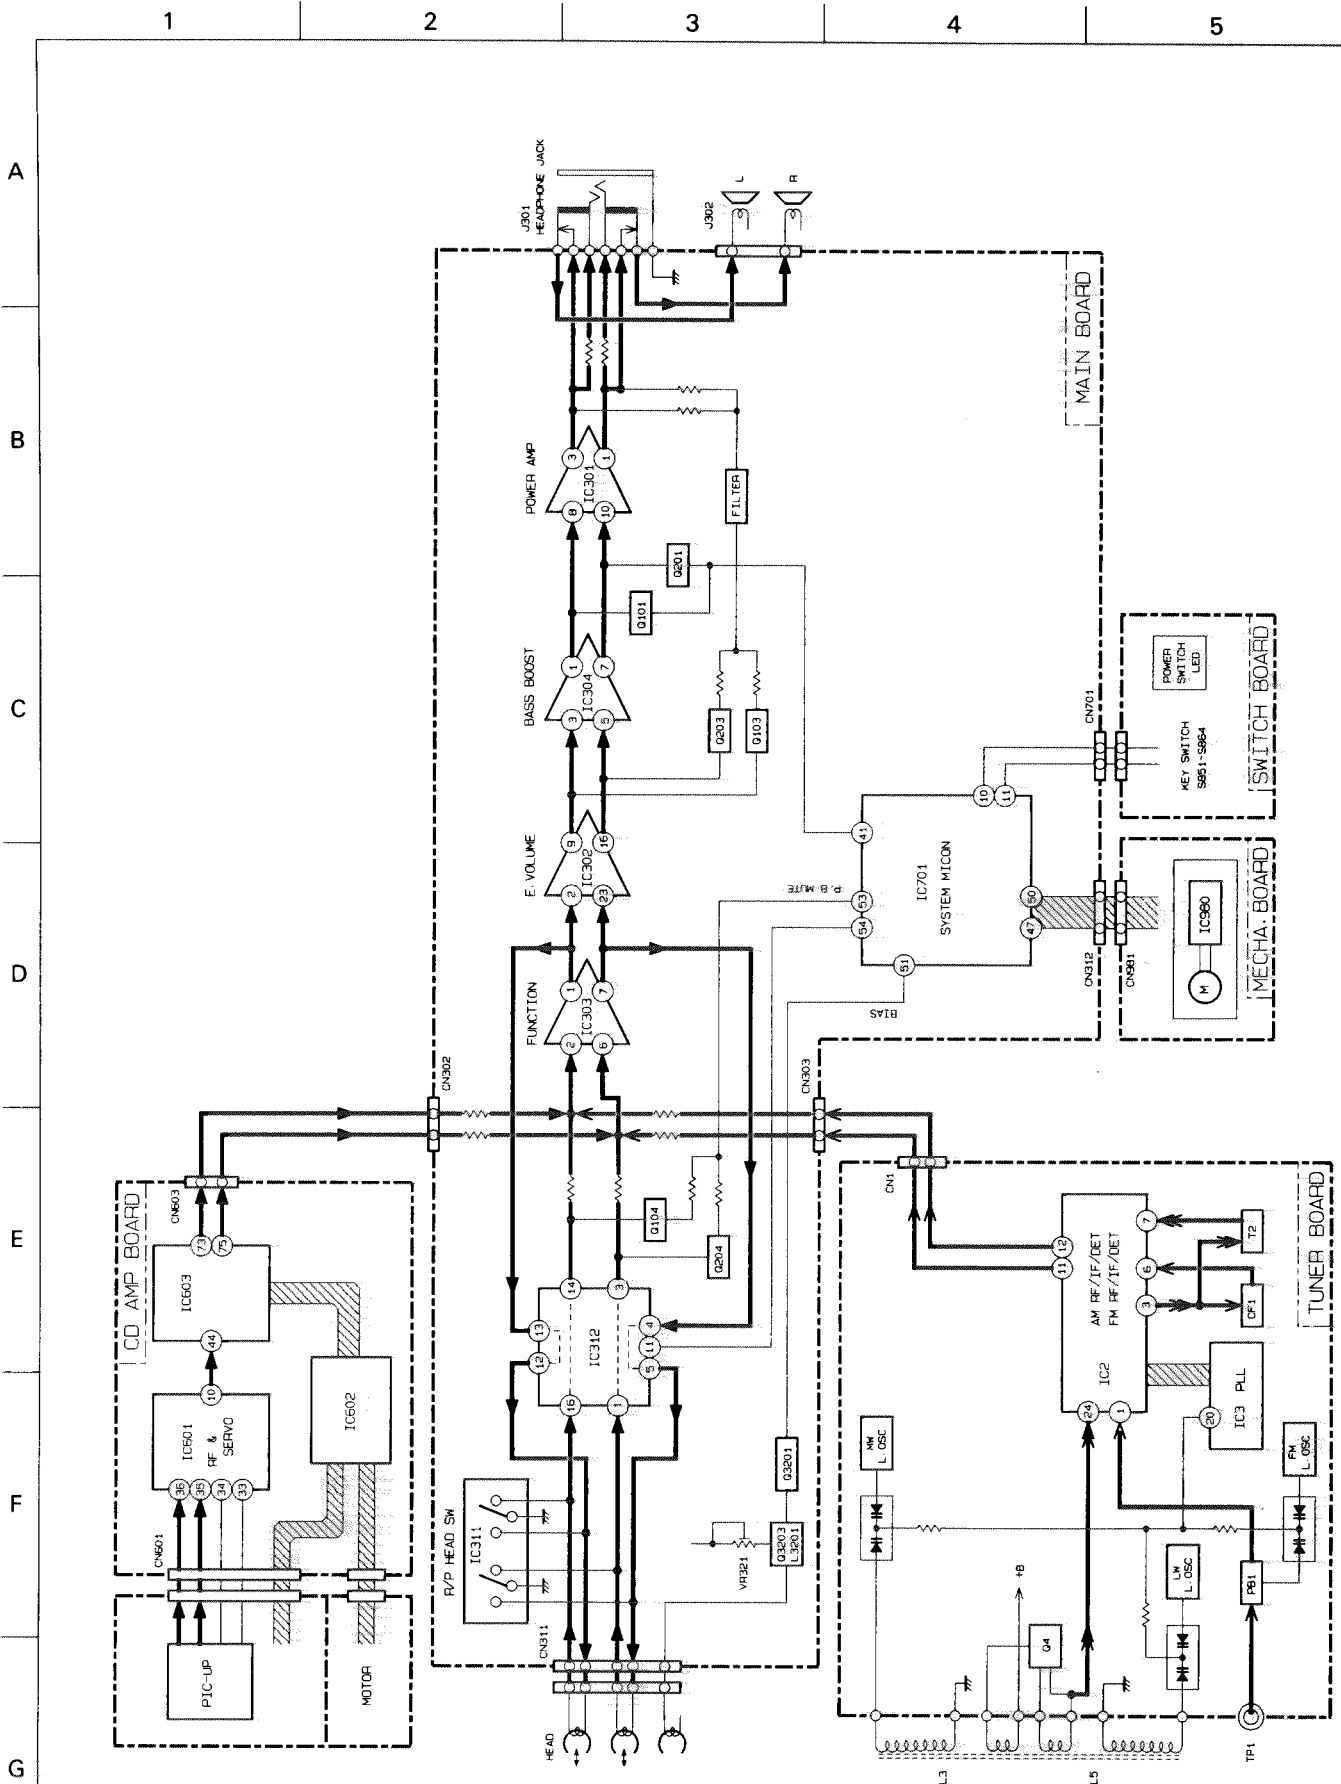 1
2
3
4
5
A
B
C
D
E
F
G
J301
HEADPHONE JACK
J302
L
R
MAIN BOARD
POWER AMP
3
1
IC301
8
10
FILTER
Q201
Q101
BASS BOOST
1
7
IC304
3
5
Q203
Q103
E.VOLUME
9
16
IC302
2
23
FUNCTION
1
7
IC303
2
6
41
53
54
51
10
11
50
47
IC701
SYSTEM MICON
P.B-MUTE
BIAS
CN701
POWER
SWITCH
LED
KEY SWITCH
S851~S864
SWITCH BOARD
CN312
CN981
IC980
M
MECHA. BOARD
CN302
CN303
CD AMP BOARD
CN603
73
75
IC603
44
10
IC601
RF &
SERVO
36
35
34
33
IC602
CN601
PIC-UP
MOTOR
Q104
Q204
14
3
13
12
IC312
4
11
5
16
1
R/P HEAD SW
IC311
CN311
HEAD
VR321
Q3203
L3201
Q3201
TUNER BOARD
CN1
12
11
7
6
3
T2
CF1
AM RF/IF/DET
FM RF/IF/DET
IC2
24
1
20
IC3 PLL
MW
L.OSC
FM
L.OSC
LW
L.OSC
PB1
+B
Q4
L3
L5
TP1